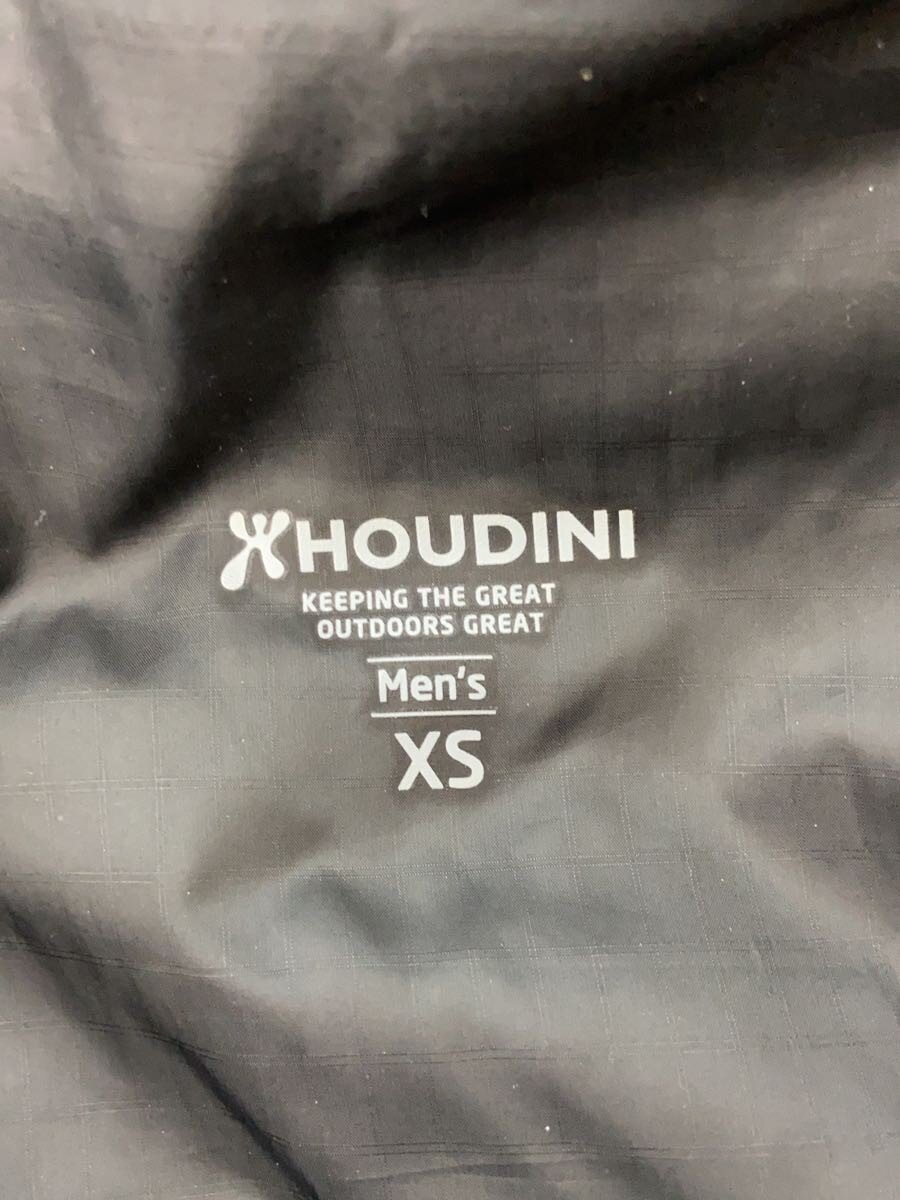 HOUDINI
KEEPING THE GREAT
OUTDOORS GREAT
Men's
XS